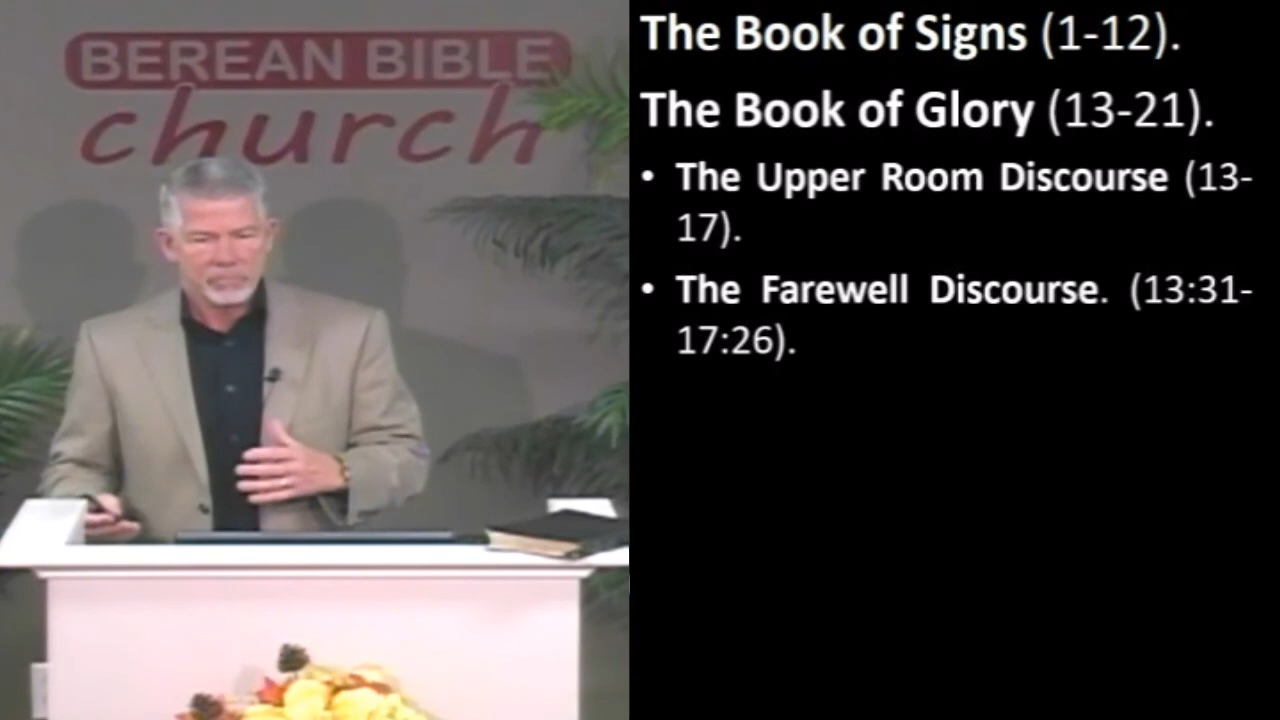 BEREAN BIBLE
church
The Book of Signs (1-12).
The Book of Glory (13-21).
• The Upper Room Discourse (13-
17).
• The Farewell Discourse. (13:31-
17:26).